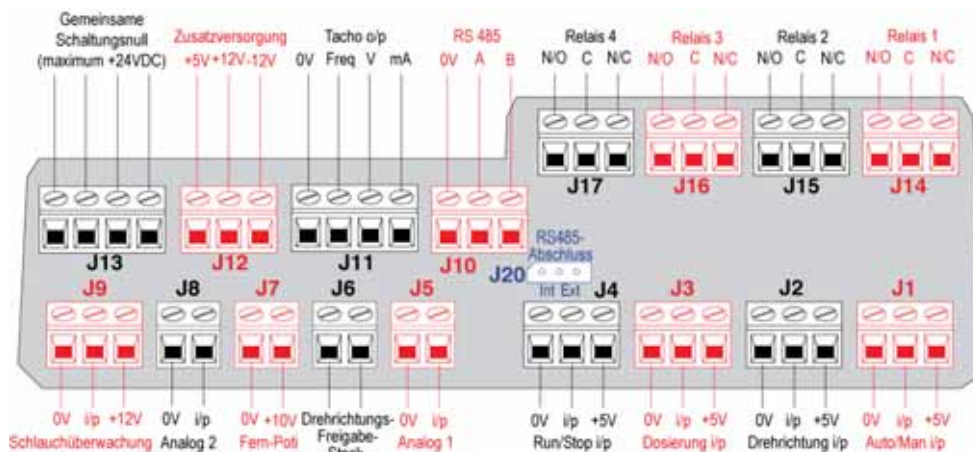 Gemeinsame
Schaltungsnull
(maximum +24VDC)
Zusatzversorgung
+5V +12V -12V
Tacho o/p
0V Freq V mA
RS 485
0V A B
Relais 4
N/O C N/C
Relais 3
N/O C N/C
Relais 2
N/O C N/C
Relais 1
N/O C N/C
J17 J16 J15 J14
J13 J12 J11 J10
RS485-
Abschluss
J20
Int Ext
J9 J8 J7 J6 J5 J4 J3 J2 J1
0V i/p +12V
Schlauchüberwachung
0V i/p
Analog 2
0V +10V
Fern-Poti
Drehrichtungs-
Freigabe-
0V i/p
Analog 1
0V i/p +5V
Run/Stop i/p
0V i/p +5V
Dosierung i/p
0V i/p +5V
Drehrichtung i/p
0V i/p +5V
Auto/Man i/p